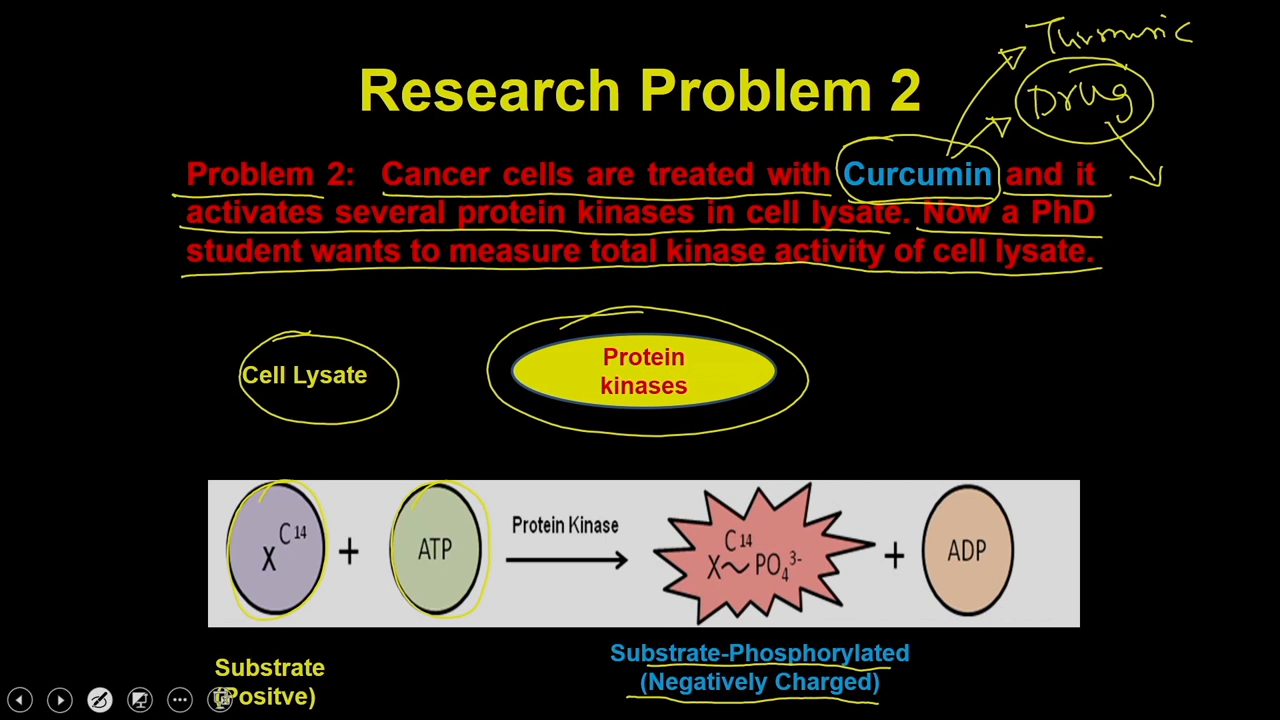 Turmuric
Research Problem 2
Drug
Problem 2: Cancer cells are treated with Curcumin and it
activates several protein kinases in cell lysate. Now a PhD
student wants to measure total kinase activity of cell lysate.
Cell Lysate
Protein
kinases
X C14 + ATP Protein Kinase C14 X~PO4 3- + ADP
Substrate
(Positve)
Substrate-Phosphorylated
(Negatively Charged)